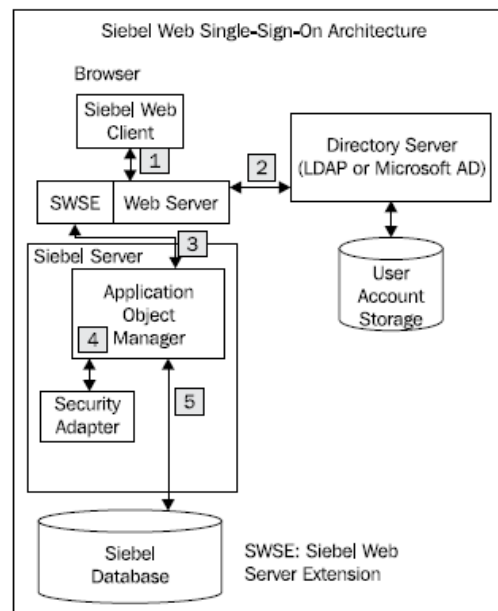 Siebel Web Single-Sign-On Architecture
Browser
Siebel Web
Client
1
2
Directory Server
(LDAP or Microsoft AD)
SWSE
Web Server
3
Siebel Server
User
Account
Storage
Application
Object
Manager
4
5
Security
Adapter
Siebel
Database
SWSE: Siebel Web
Server Extension